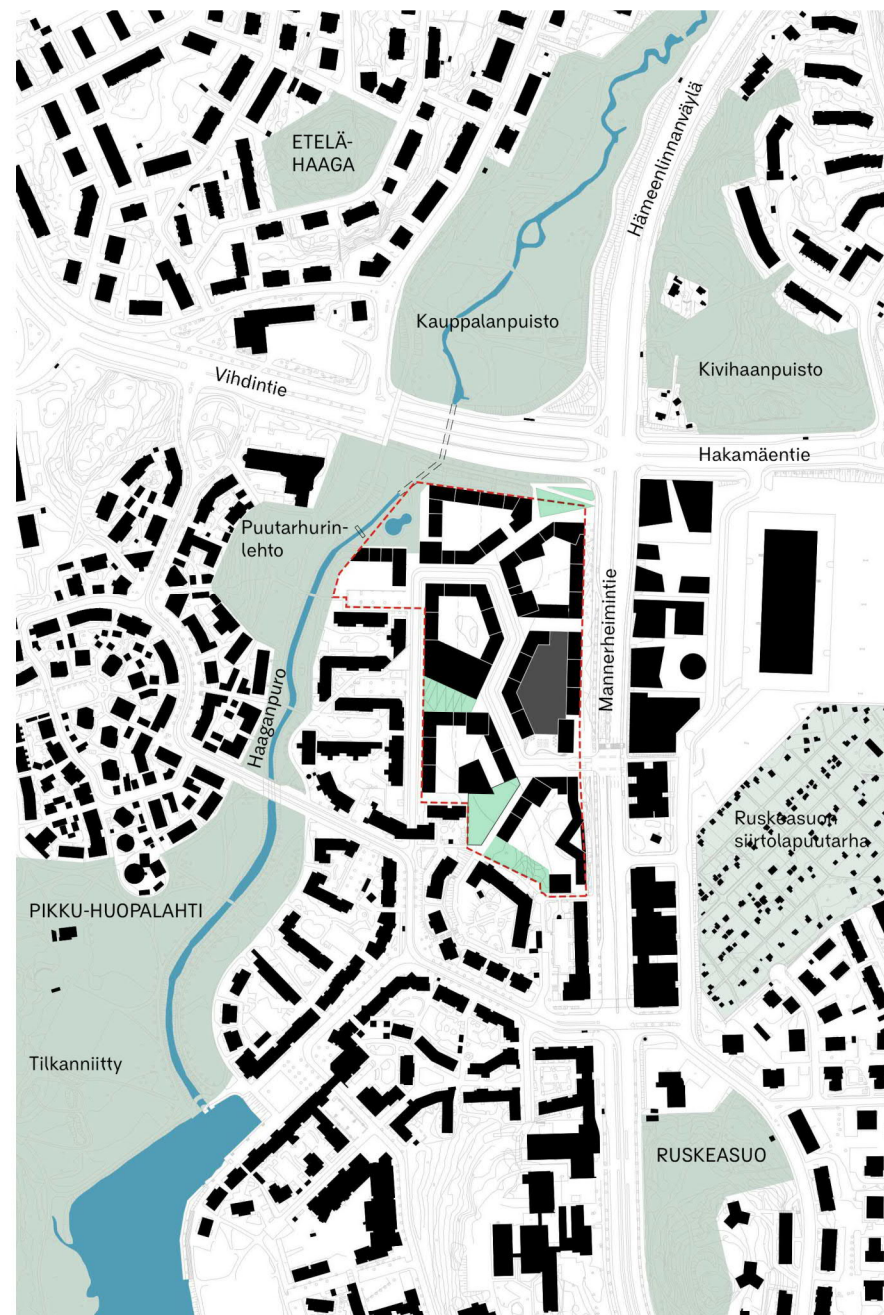 ETELÄ-
HAAGA
Hämeenlinnanväylä
Kauppalanpuisto
Kivihaanpuisto
Vihdintie
Hakamäentie
Puutarhurin-
lehto
Mannerheimintie
Haaganpuro
Ruskeasuon
siirtolapuutarha
PIKKU-HUOPALAHTI
Tilkanniitty
RUSKEASUO